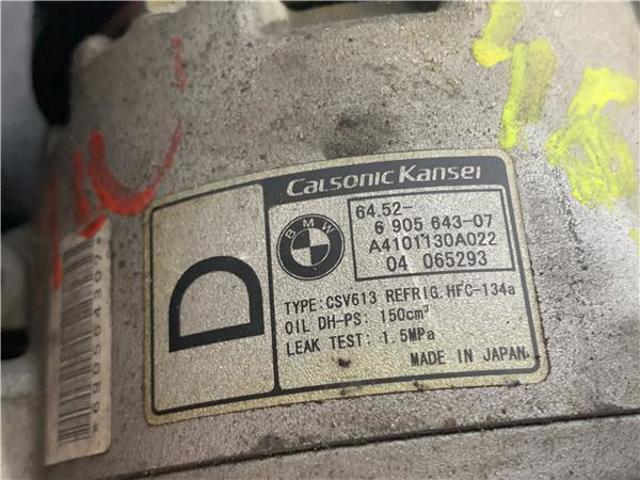 CALSONIC KANSEI
D
BMW
64.52-
6 905 643-07
A4101130A022
04 065293
TYPE:CSV613 REFRIG.HFC-134a
OIL DH-PS: 150cm³
LEAK TEST: 1.5MPa
MADE IN JAPAN
*690564307*